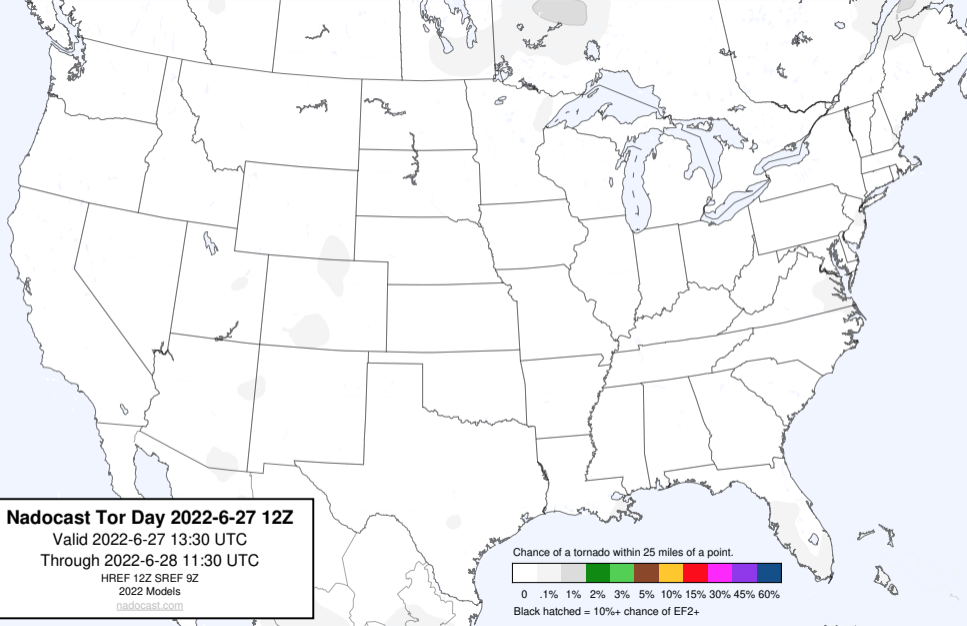 Nadocast Tor Day 2022-6-27 12Z
Valid 2022-6-27 13:30 UTC
Through 2022-6-28 11:30 UTC
HREF 12Z SREF 9Z
2022 Models
nadocast.com
Chance of a tornado within 25 miles of a point.
0 .1% 1% 2% 3% 5% 10% 15% 30% 45% 60%
Black hatched = 10%+ chance of EF2+